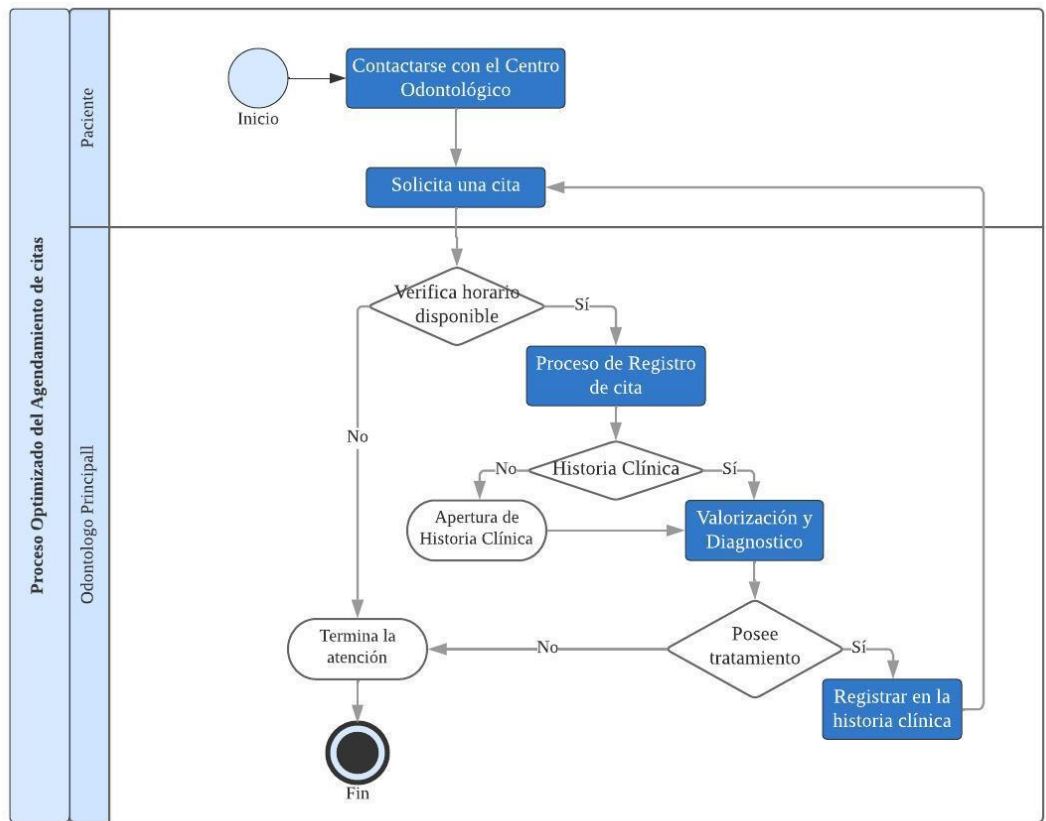 Proceso Optimizado del Agendamiento de citas
Paciente
Contactarse con el Centro
Odontológico
Inicio
Solicita una cita
Odontologo Principall
Verifica horario
disponible
Sí
Proceso de Registro
de cita
No
No
Historia Clínica
Sí
Apertura de
Historia Clínica
Valorización y
Diagnostico
Termina la
atención
No
Posee
tratamiento
Sí
Registrar en la
historia clínica
Fin